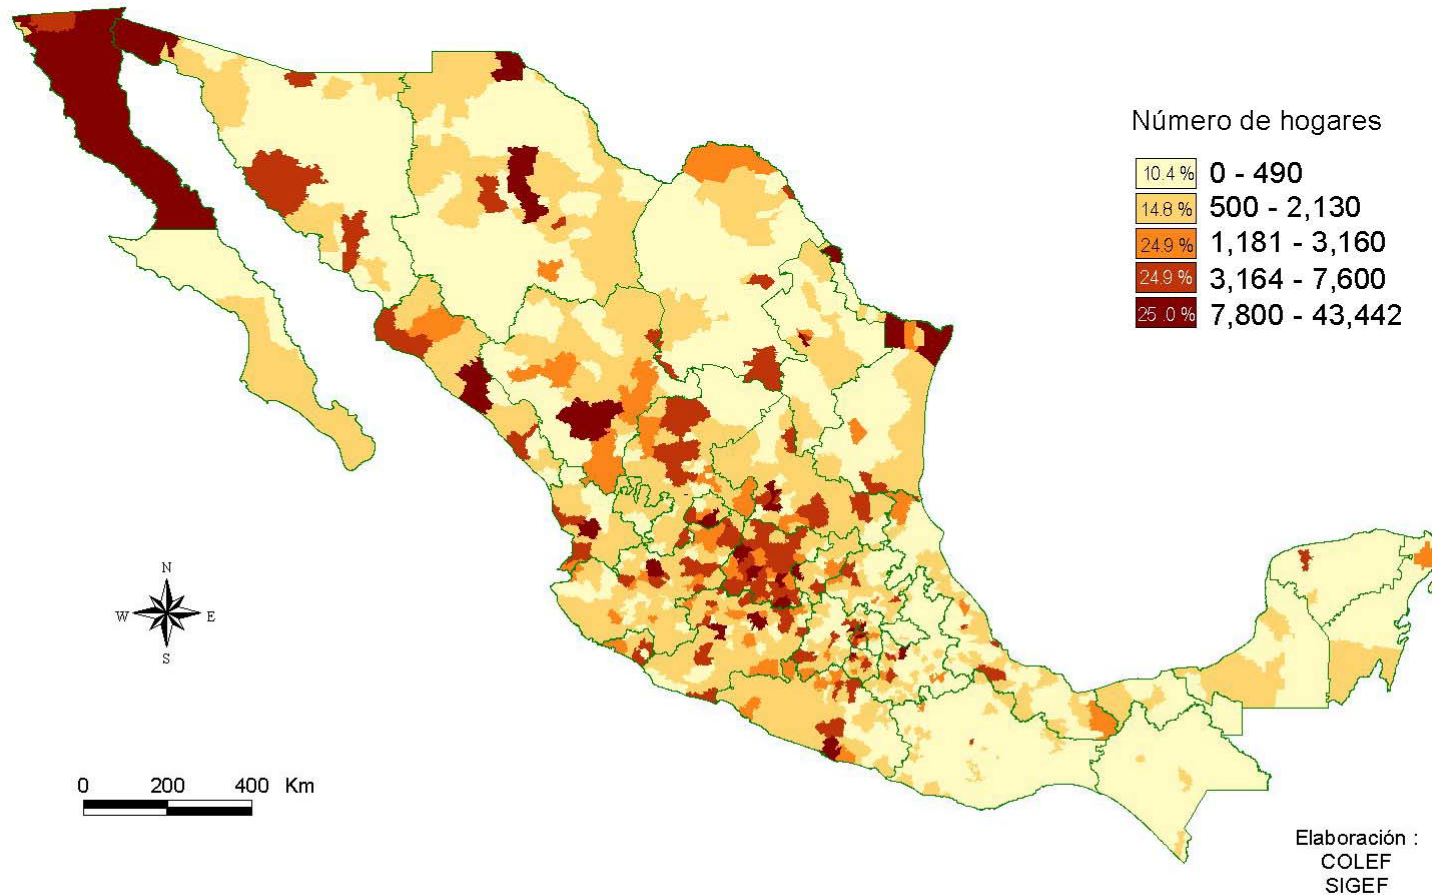 Número de hogares
10.4 % 0 - 490
14.8 % 500 - 2,130
24.9 % 1,181 - 3,160
24.9 % 3,164 - 7,600
25 .0 % 7,800 - 43,442
N
W E
S
0 200 400 Km
Elaboración :
COLEF
SIGEF